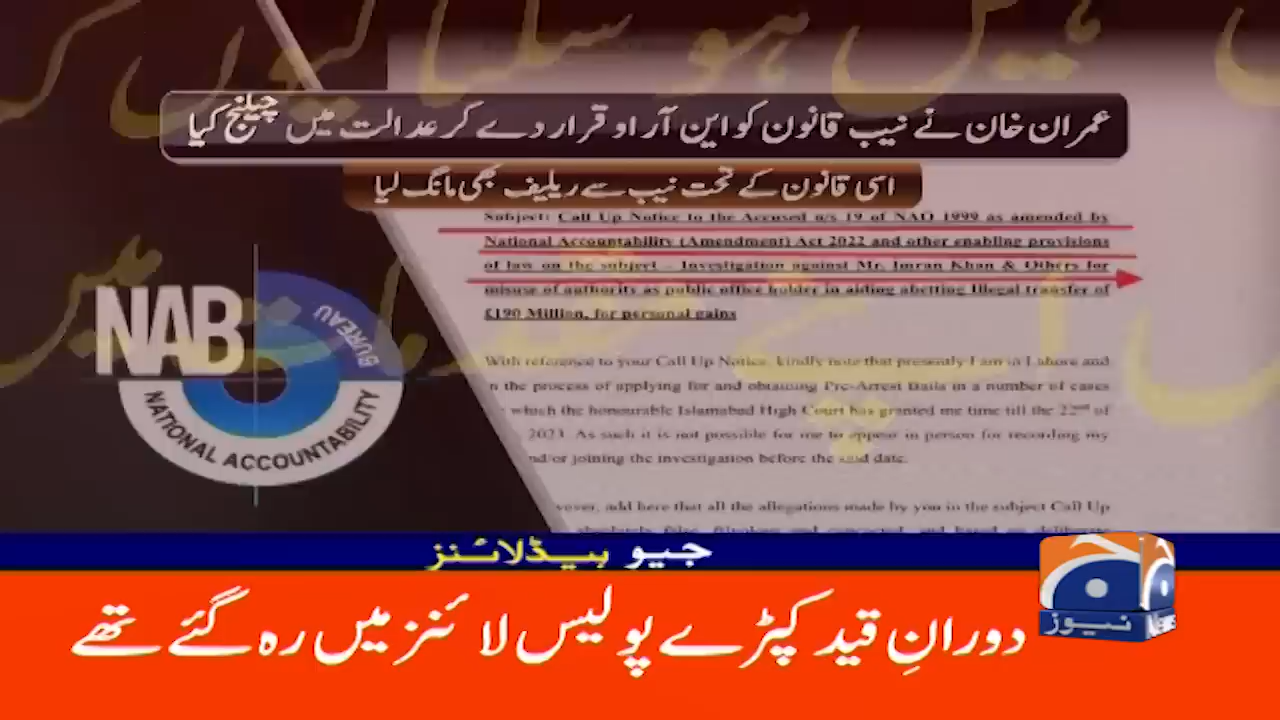 عمران خان نے نیب قانون کو این آر او قرار دے کر عدالت میں چیلنج کیا
اسی قانون کے تحت نیب سے ریلیف بھی مانگ لیا
Subject: Call Up Notice to the Accused u/s 19 of NAO 1999 as amended by
National Accountability (Amendment) Act 2022 and other enabling provisions
of law on the subject – Investigation against Mr. Imran Khan & Others for
misuse of authority as public office holder in aiding abetting Illegal transfer of
£190 Million, for personal gains
With reference to your Call Up Notice, kindly note that presently I am in Lahore and
n the process of applying for and obtaining Pre-Arrest Bails in a number of cases
which the honourable Islamabad High Court has granted me time till the 22nd of
2023. As such it is not possible for me to appear in person for recording my
nd/or joining the investigation before the said date.
vover, add here that all the allegations made by you in the subject Call Up
NAB
BUREAU
NATIONAL ACCOUNTABILITY
جیو ہیڈلائنز
دورانِ قید کپڑے پولیس لائنز میں رہ گئے تھے
جیو نیوز
News